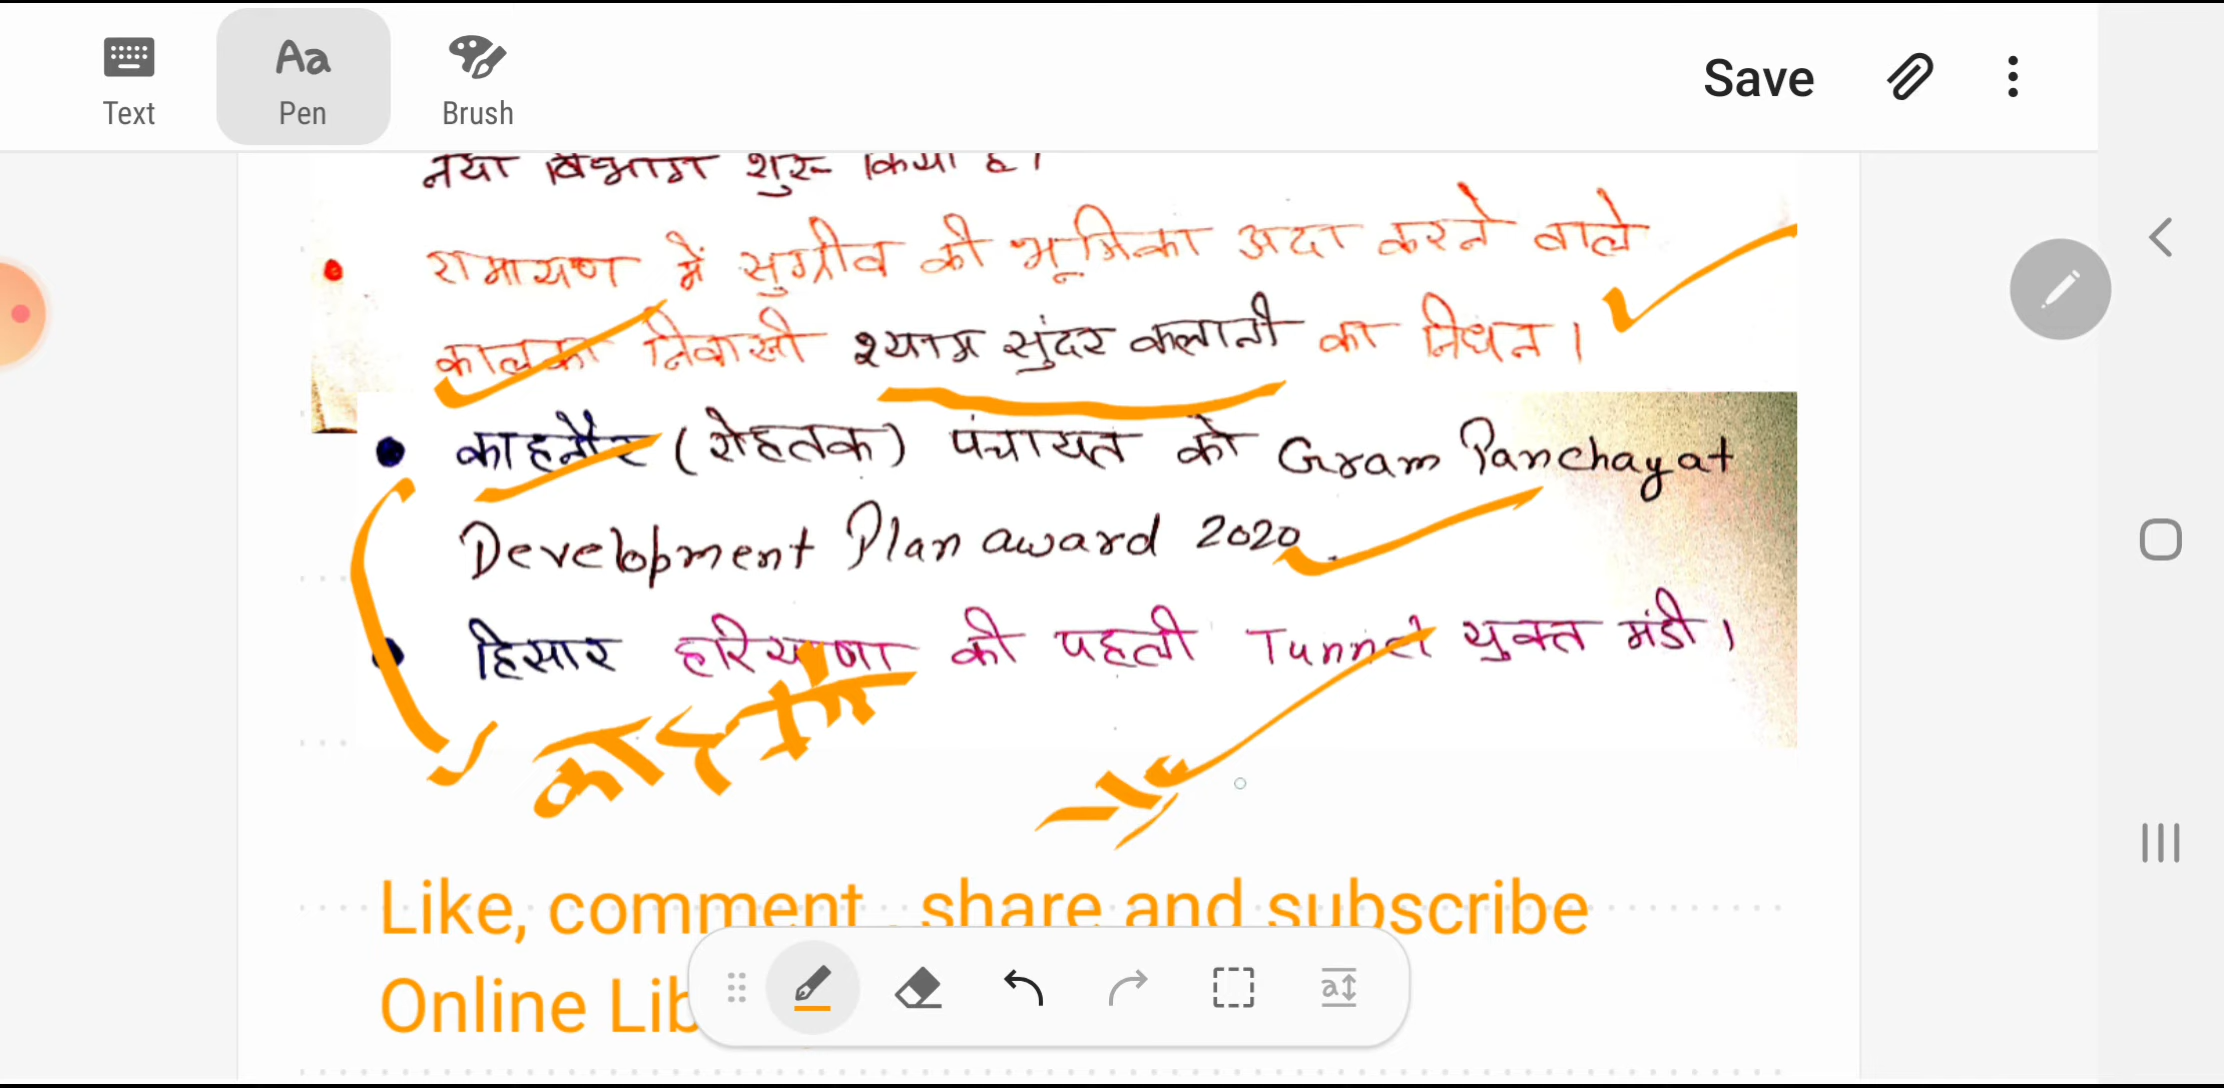 Text
Aa
Pen
Brush
Save
नया विभाग शुरू किया है।
रामायण में सुग्रीव की भूमिका अदा करने वाले
कालका निवासी श्याम सुंदर कलानी का निधन।
काहनौर (रोहतक) पंचायत को Gram Panchayat
Development Plan award 2020.
हिसार हरियाणा की पहली Tunnel युक्त मंडी।
Like, comment, share and subscribe
Online Lib
a